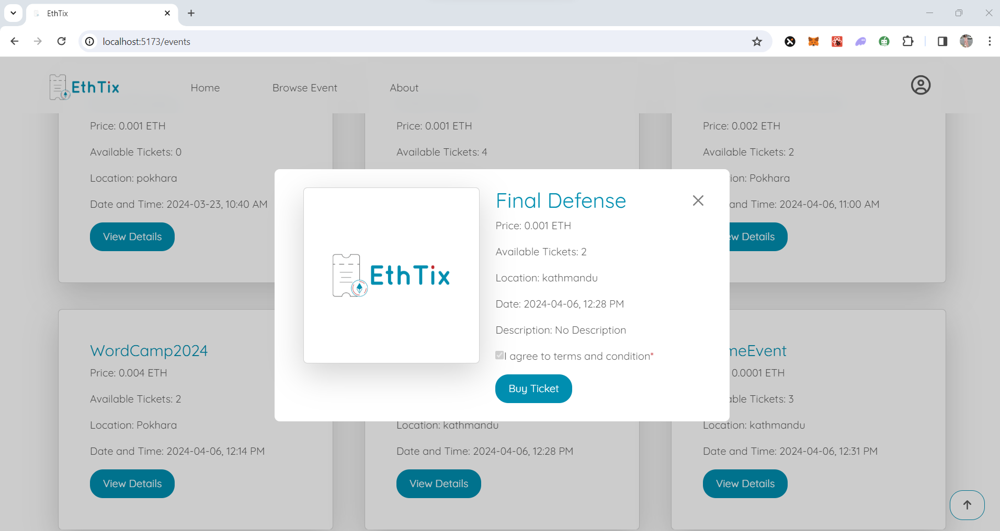 EthTix
localhost:5173/events
EthTix
Home
Browse Event
About
Price: 0.001 ETH
Available Tickets: 0
Location: pokhara
Date and Time: 2024-03-23, 10:40 AM
View Details
Price: 0.001 ETH
Available Tickets: 4
Price: 0.002 ETH
Available Tickets: 2
ion: Pokhara
and Time: 2024-04-06, 11:00 AM
ew Details
EthTix
Final Defense
Price: 0.001 ETH
Available Tickets: 2
Location: kathmandu
Date: 2024-04-06, 12:28 PM
Description: No Description
I agree to terms and condition*
Buy Ticket
WordCamp2024
Price: 0.004 ETH
Available Tickets: 2
Location: Pokhara
Date and Time: 2024-04-06, 12:14 PM
View Details
Location: kathmandu
Date and Time: 2024-04-06, 12:28 PM
View Details
meEvent
0.0001 ETH
able Tickets: 3
Location: kathmandu
Date and Time: 2024-04-06, 12:31 PM
View Details